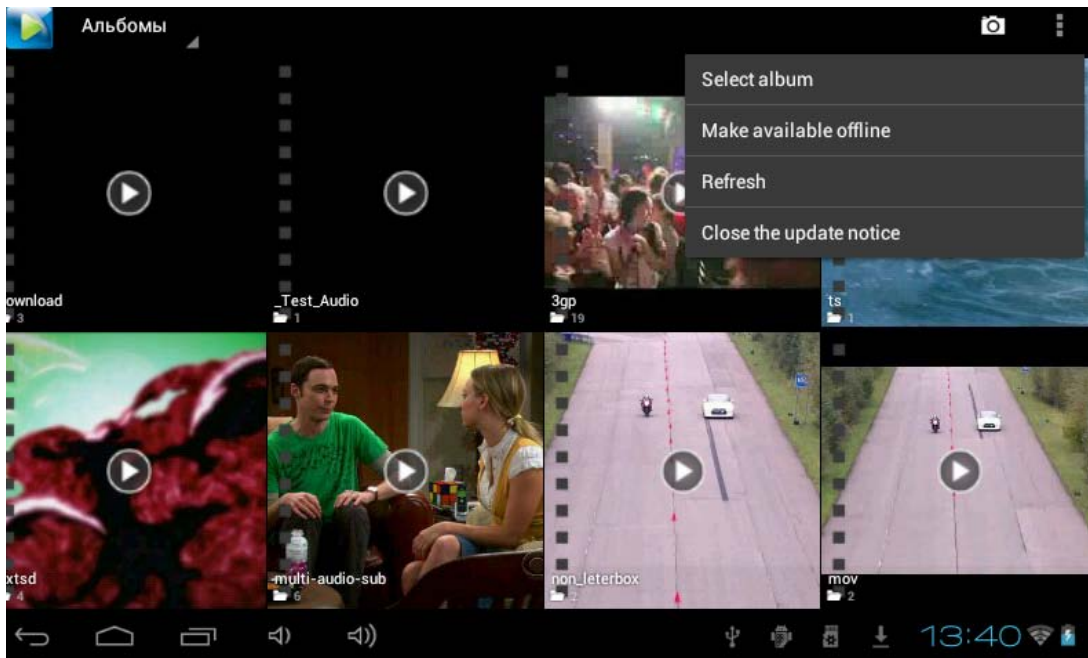 Альбомы
Select album
Make available offline
Refresh
Close the update notice
ownload
3
_Test_Audio
1
3gp
19
ts
1
xtsd
4
-multi-audio-sub
6
non_leterbox
2
mov
2
13:40